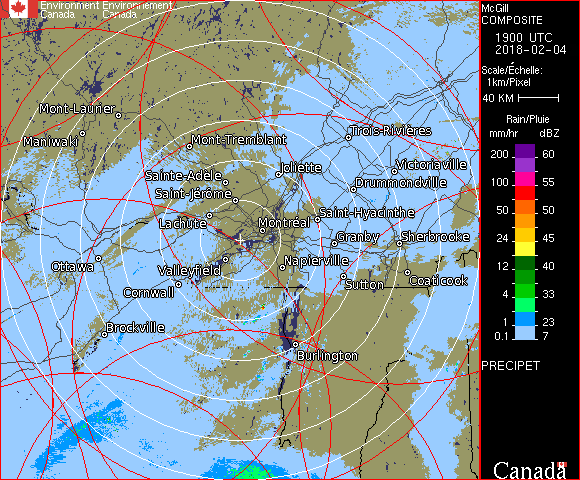 Environment Environnement
Canada Canada
McGill
COMPOSITE
1900 UTC
2018-02-04
Scale/Échelle:
1km/Pixel
40 KM
Rain/Pluie
mm/hr dBZ
200 60
100 55
50 50
24 45
12 40
4 33
1 23
0.1 7
PRECIPET
Canada
Mont-Laurier
Maniwaki
Mont-Tremblant
Trois-Rivières
Joliette
Victoriaville
Sainte-Adele
Drummondville
Saint-Jérôme
Saint-Hyacinthe
Lachute
Montréal
Granby
Sherbrooke
Ottawa
Valleyfield
Napierville
Sutton
Coaticook
Cornwall
Brockville
Burlington